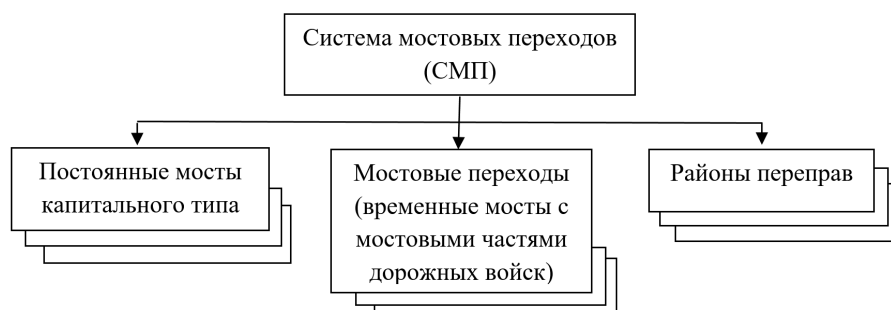 Система мостовых переходов
(СМП)
Постоянные мосты
капитального типа
Мостовые переходы
(временные мосты с
мостовыми частями
дорожных войск)
Районы переправ